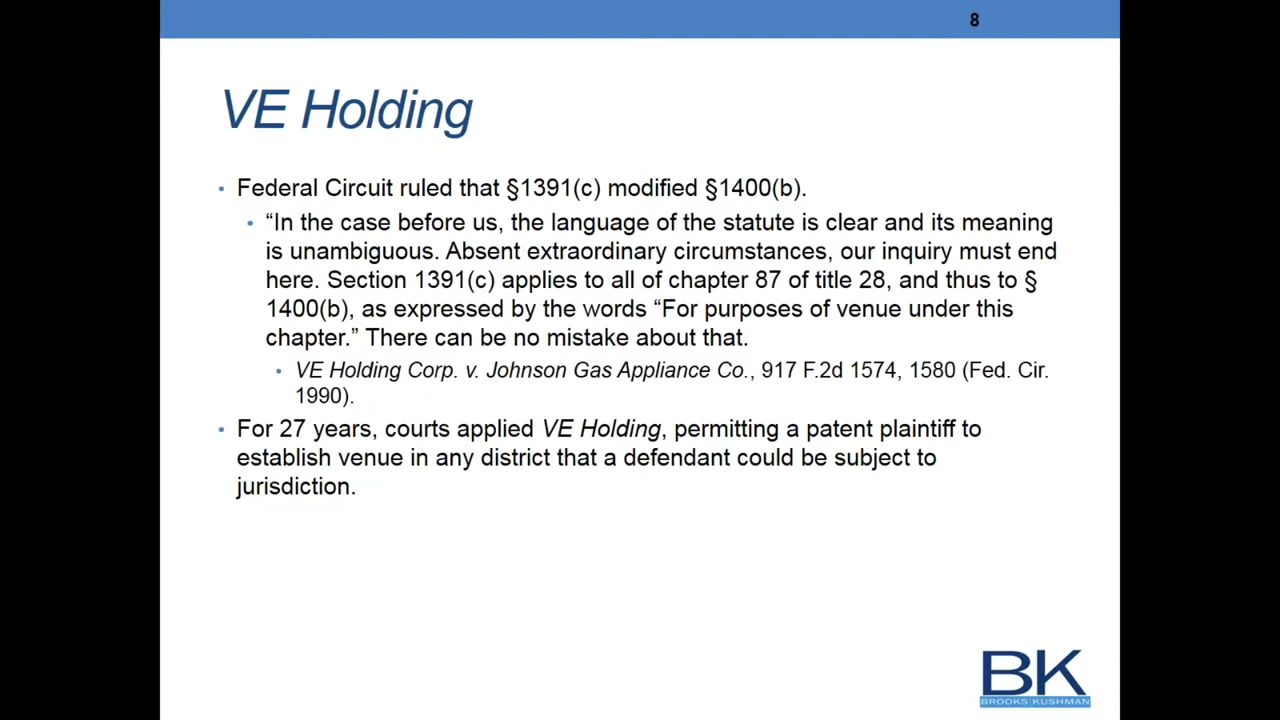 8
VE Holding
• Federal Circuit ruled that §1391(c) modified §1400(b).
• “In the case before us, the language of the statute is clear and its meaning
is unambiguous. Absent extraordinary circumstances, our inquiry must end
here. Section 1391(c) applies to all of chapter 87 of title 28, and thus to §
1400(b), as expressed by the words “For purposes of venue under this
chapter.” There can be no mistake about that.
• VE Holding Corp. v. Johnson Gas Appliance Co., 917 F.2d 1574, 1580 (Fed. Cir.
1990).
• For 27 years, courts applied VE Holding, permitting a patent plaintiff to
establish venue in any district that a defendant could be subject to
jurisdiction.
BK
BROOKS KUSHMAN